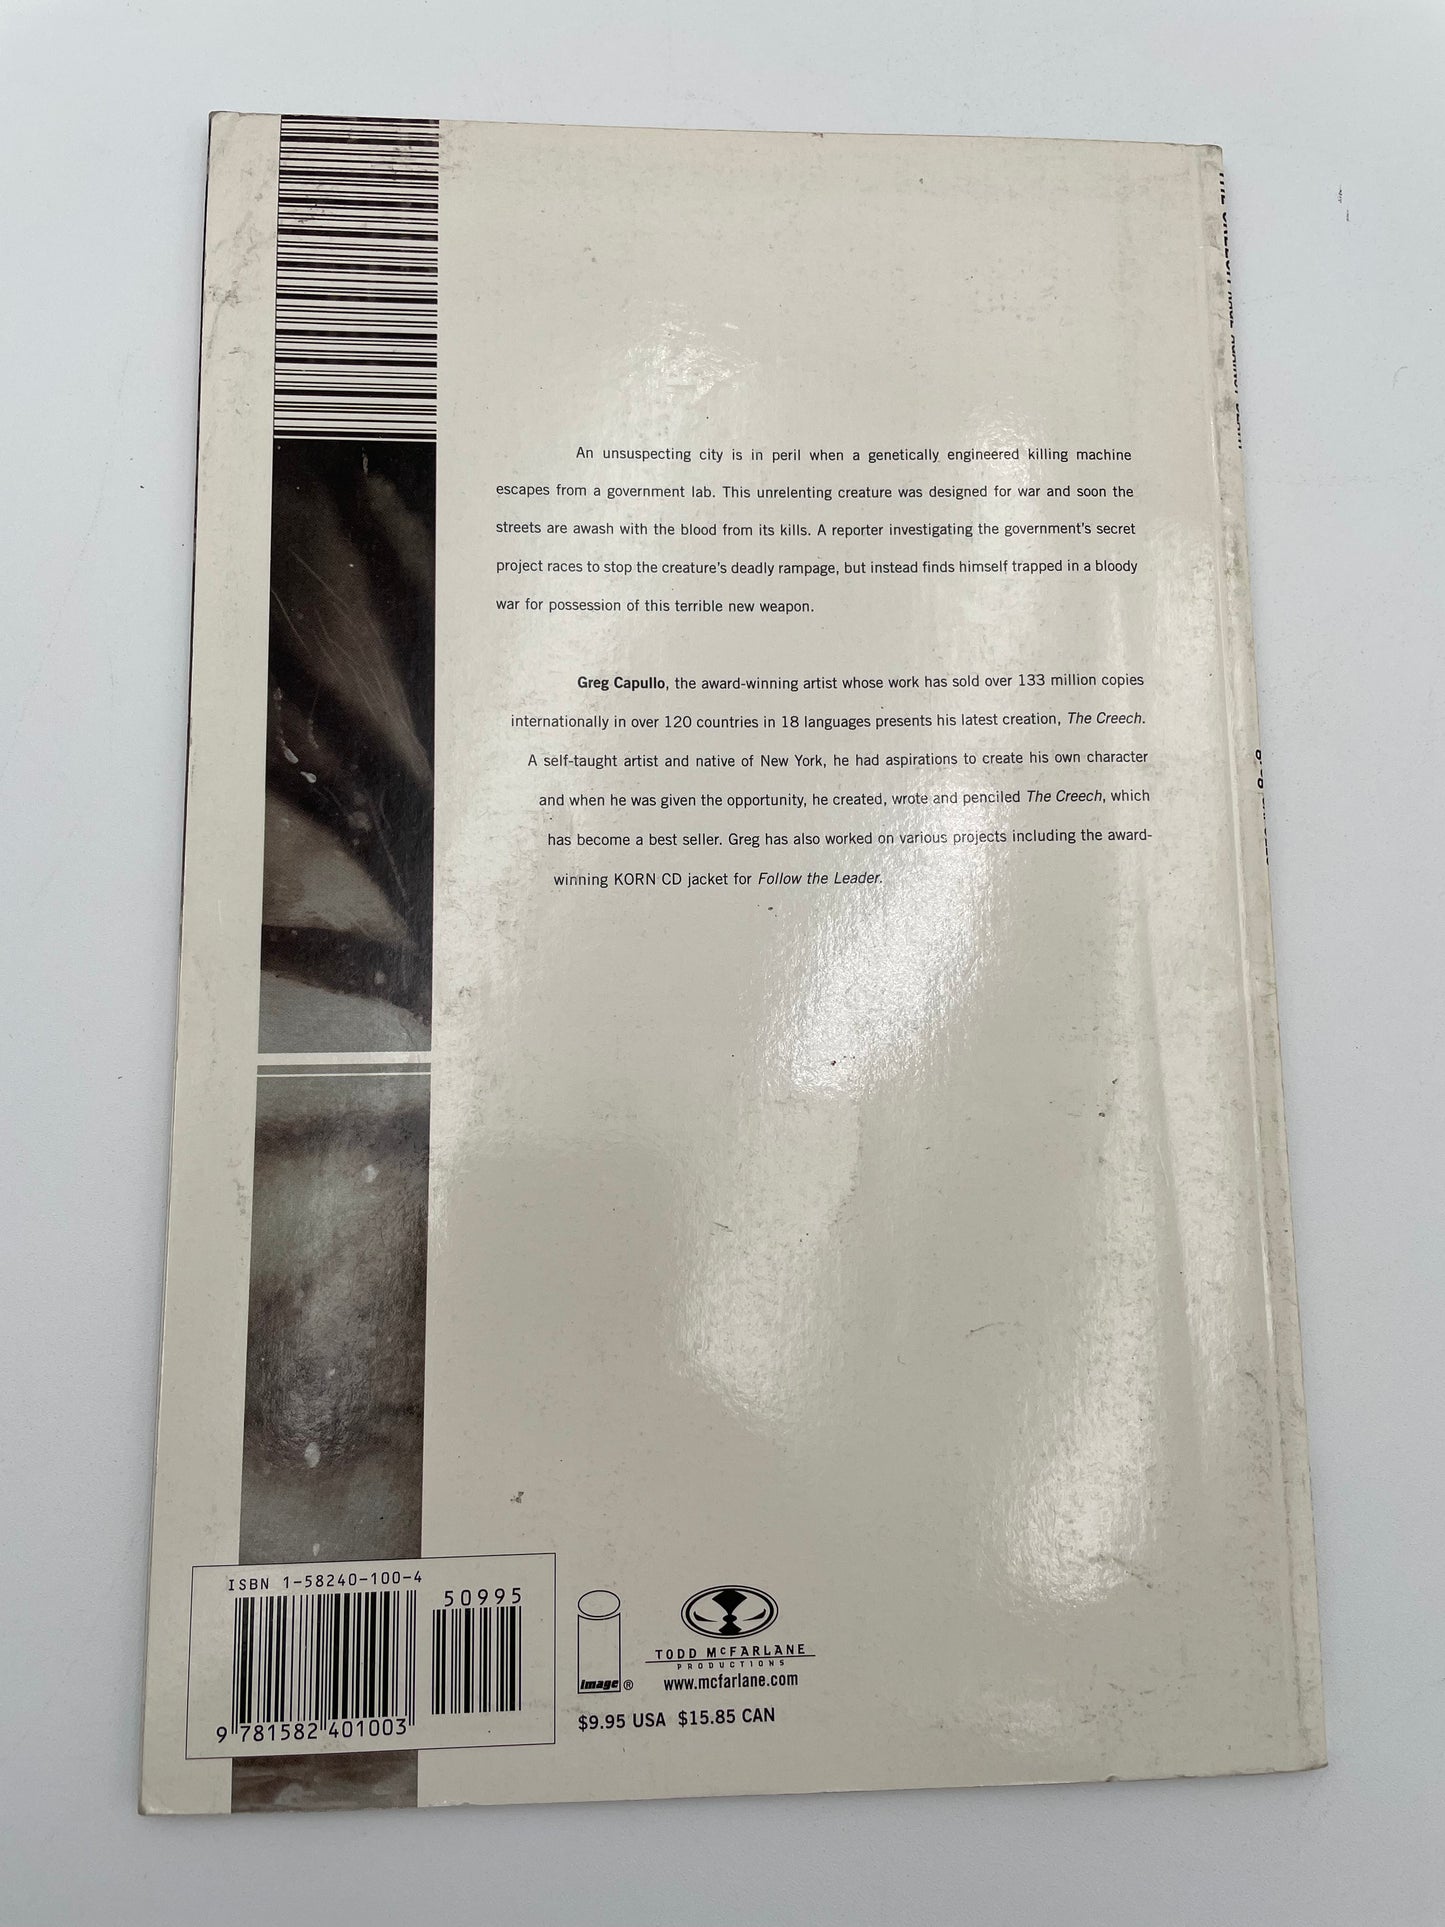 An unsuspecting city is in peril when a genetically engineered killing machine
escapes from a government lab. This unrelenting creature was designed for war and soon the
streets are awash with the blood from its kills. A reporter investigating the government's secret
project races to stop the creature's deadly rampage, but instead finds himself trapped in a bloody
war for possession of this terrible new weapon.
Greg Capullo, the award-winning artist whose work has sold over 133 million copies
internationally in over 120 countries in 18 languages presents his latest creation, The Creech.
A self-taught artist and native of New York, he had aspirations to create his own character
and when he was given the opportunity, he created, wrote and penciled The Creech, which
has become a best seller. Greg has also worked on various projects including the award-
winning KORN CD jacket for Follow the Leader.
ISBN 1-58240-100-4
50995
9 781582 401003
image®
TODD McFARLANE
PRODUCTIONS
www.mcfarlane.com
$9.95 USA $15.85 CAN